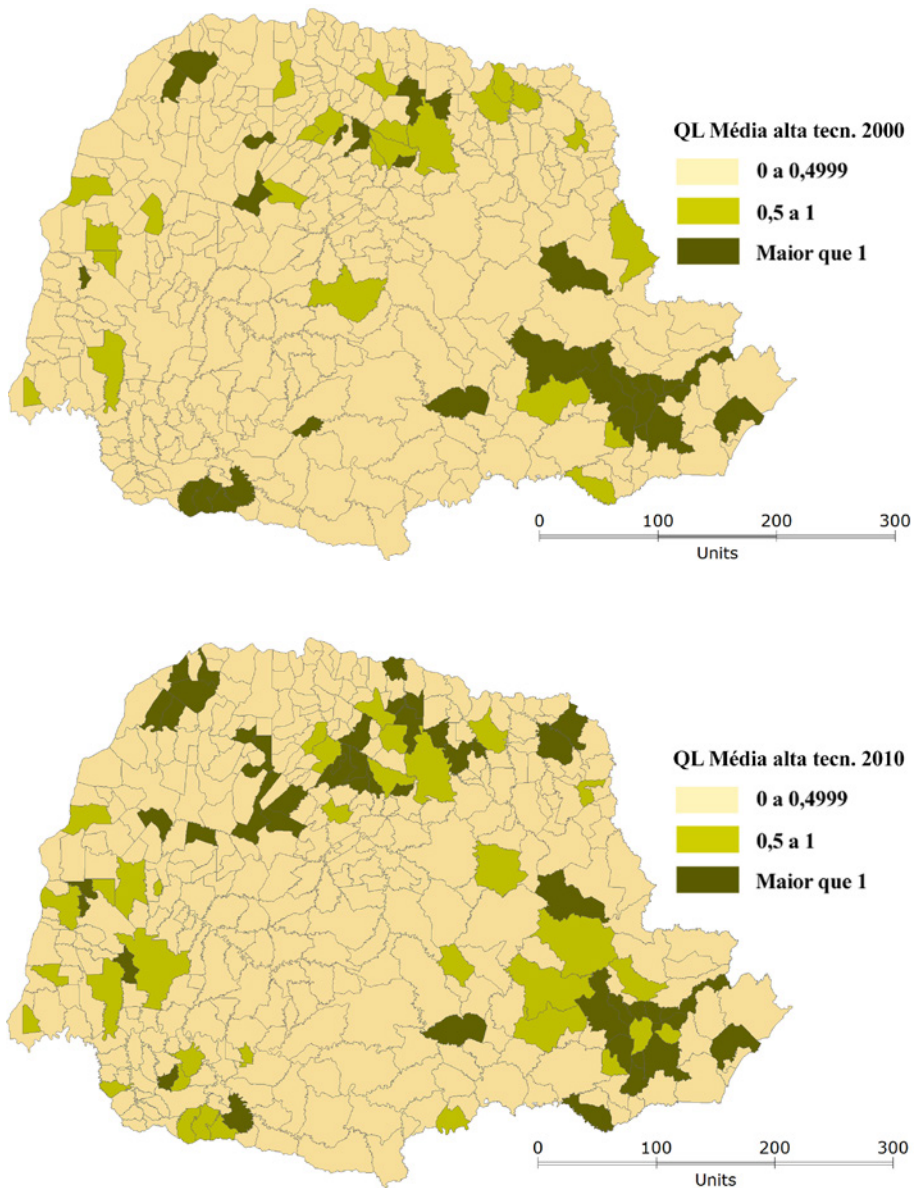 QL Média alta tecn. 2000
0 a 0,4999
0,5 a 1
Maior que 1
0 100 200 300
Units
QL Média alta tecn. 2010
0 a 0,4999
0,5 a 1
Maior que 1
0 100 200 300
Units